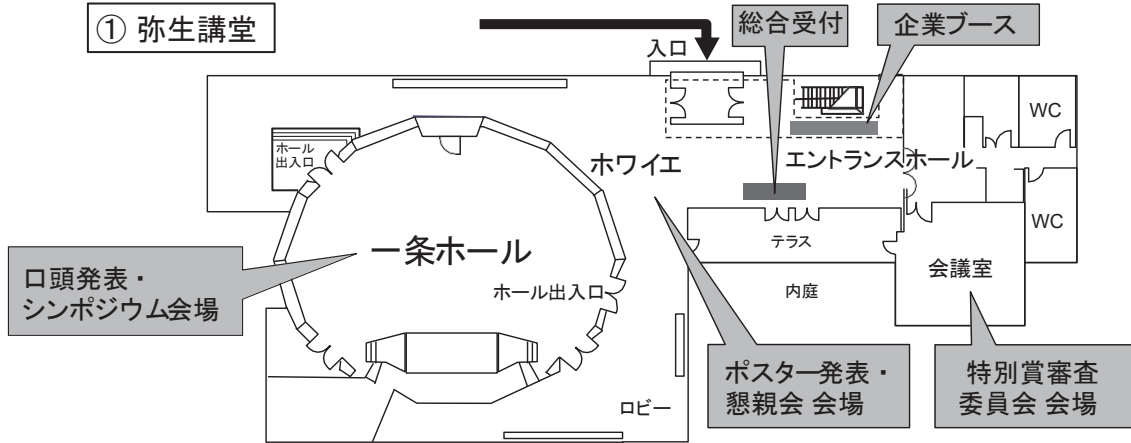 ① 弥生講堂
総合受付
企業ブース
入口
WC
ホール
出入口
ホワイエ
エントランスホール
WC
テラス
一条ホール
会議室
口頭発表・
シンポジウム会場
ホール出入口
内庭
ポスター発表・
懇親会 会場
特別賞審査
委員会 会場
ロビー